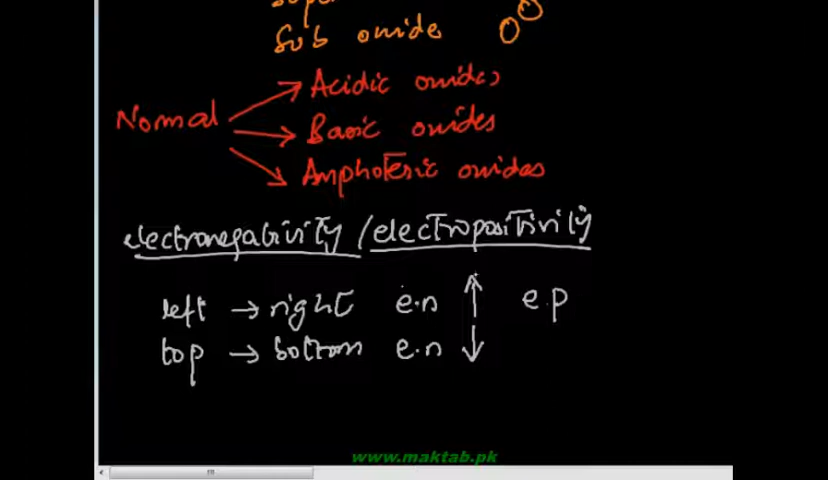 Sub oxide
Normal
Acidic oxides
Basic oxides
Amphoteric oxides
electronegativity / electropositivity
left → right e.n ↑ e.p
top → bottom e.n ↓
www.maktab.pk